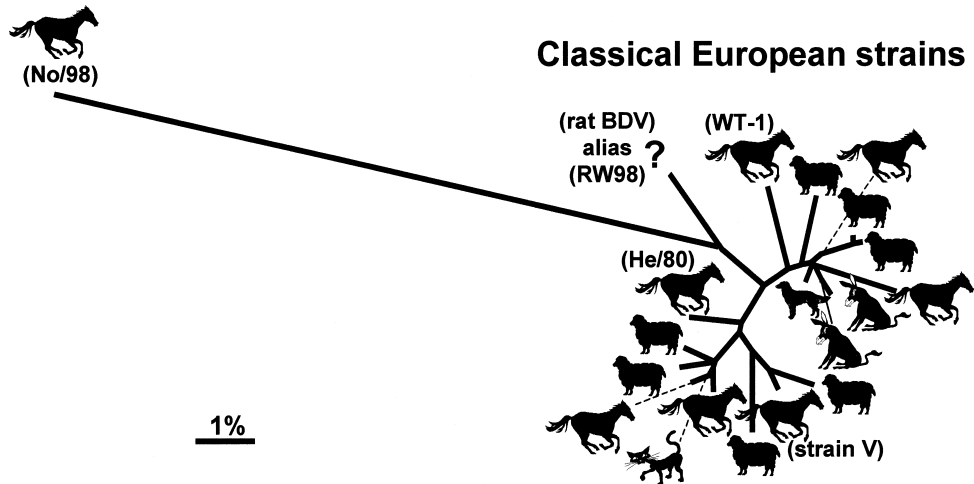 (No/98)
Classical European strains
(rat BDV)
alias
(RW98)
?
(WT-1)
(He/80)
1%
(strain V)